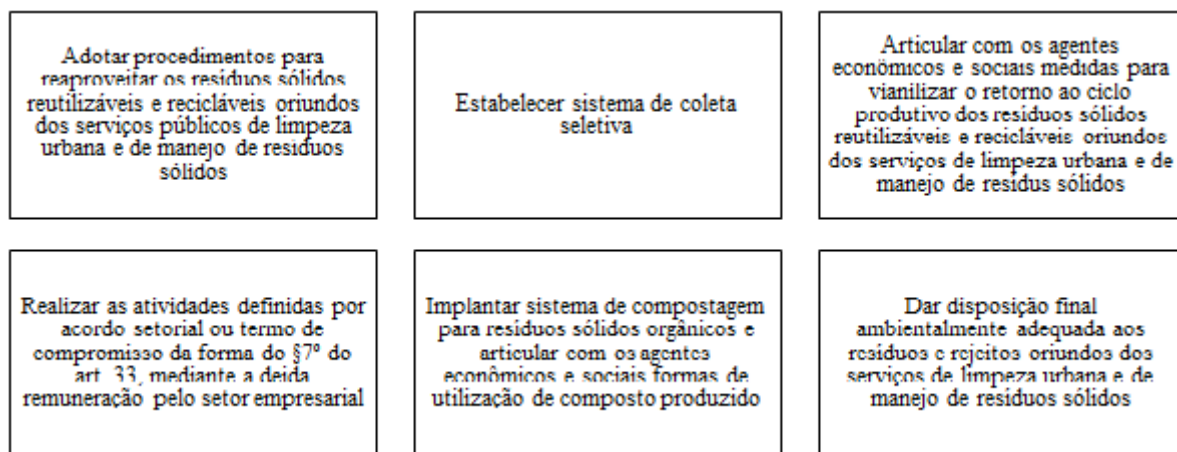 Adotar procedimentos para
reaproveitar os resíduos sólidos
reutilizáveis e recicláveis oriundos
dos serviços públicos de limpeza
urbana e de manejo de resíduos
sólidos
Estabelecer sistema de coleta
seletiva
Articular com os agentes
econômicos e sociais medidas para
vianilizar o retorno ao ciclo
produtivo dos resíduos sólidos
reutilizáveis e recicláveis oriundos
dos serviços de limpeza urbana e de
manejo de resídus sólidos
Realizar as atividades definidas por
acordo setorial ou termo de
compromisso da forma do §7º do
art. 33, mediante a deida
remuneração pelo setor empresarial
Implantar sistema de compostagem
para resíduos sólidos orgânicos e
articular com os agentes
econômicos e sociais formas de
utilização de composto produzido
Dar disposição final
ambientalmente adequada aos
resíduos e rejeitos oriundos dos
serviços de limpeza urbana e de
manejo de resíduos sólidos